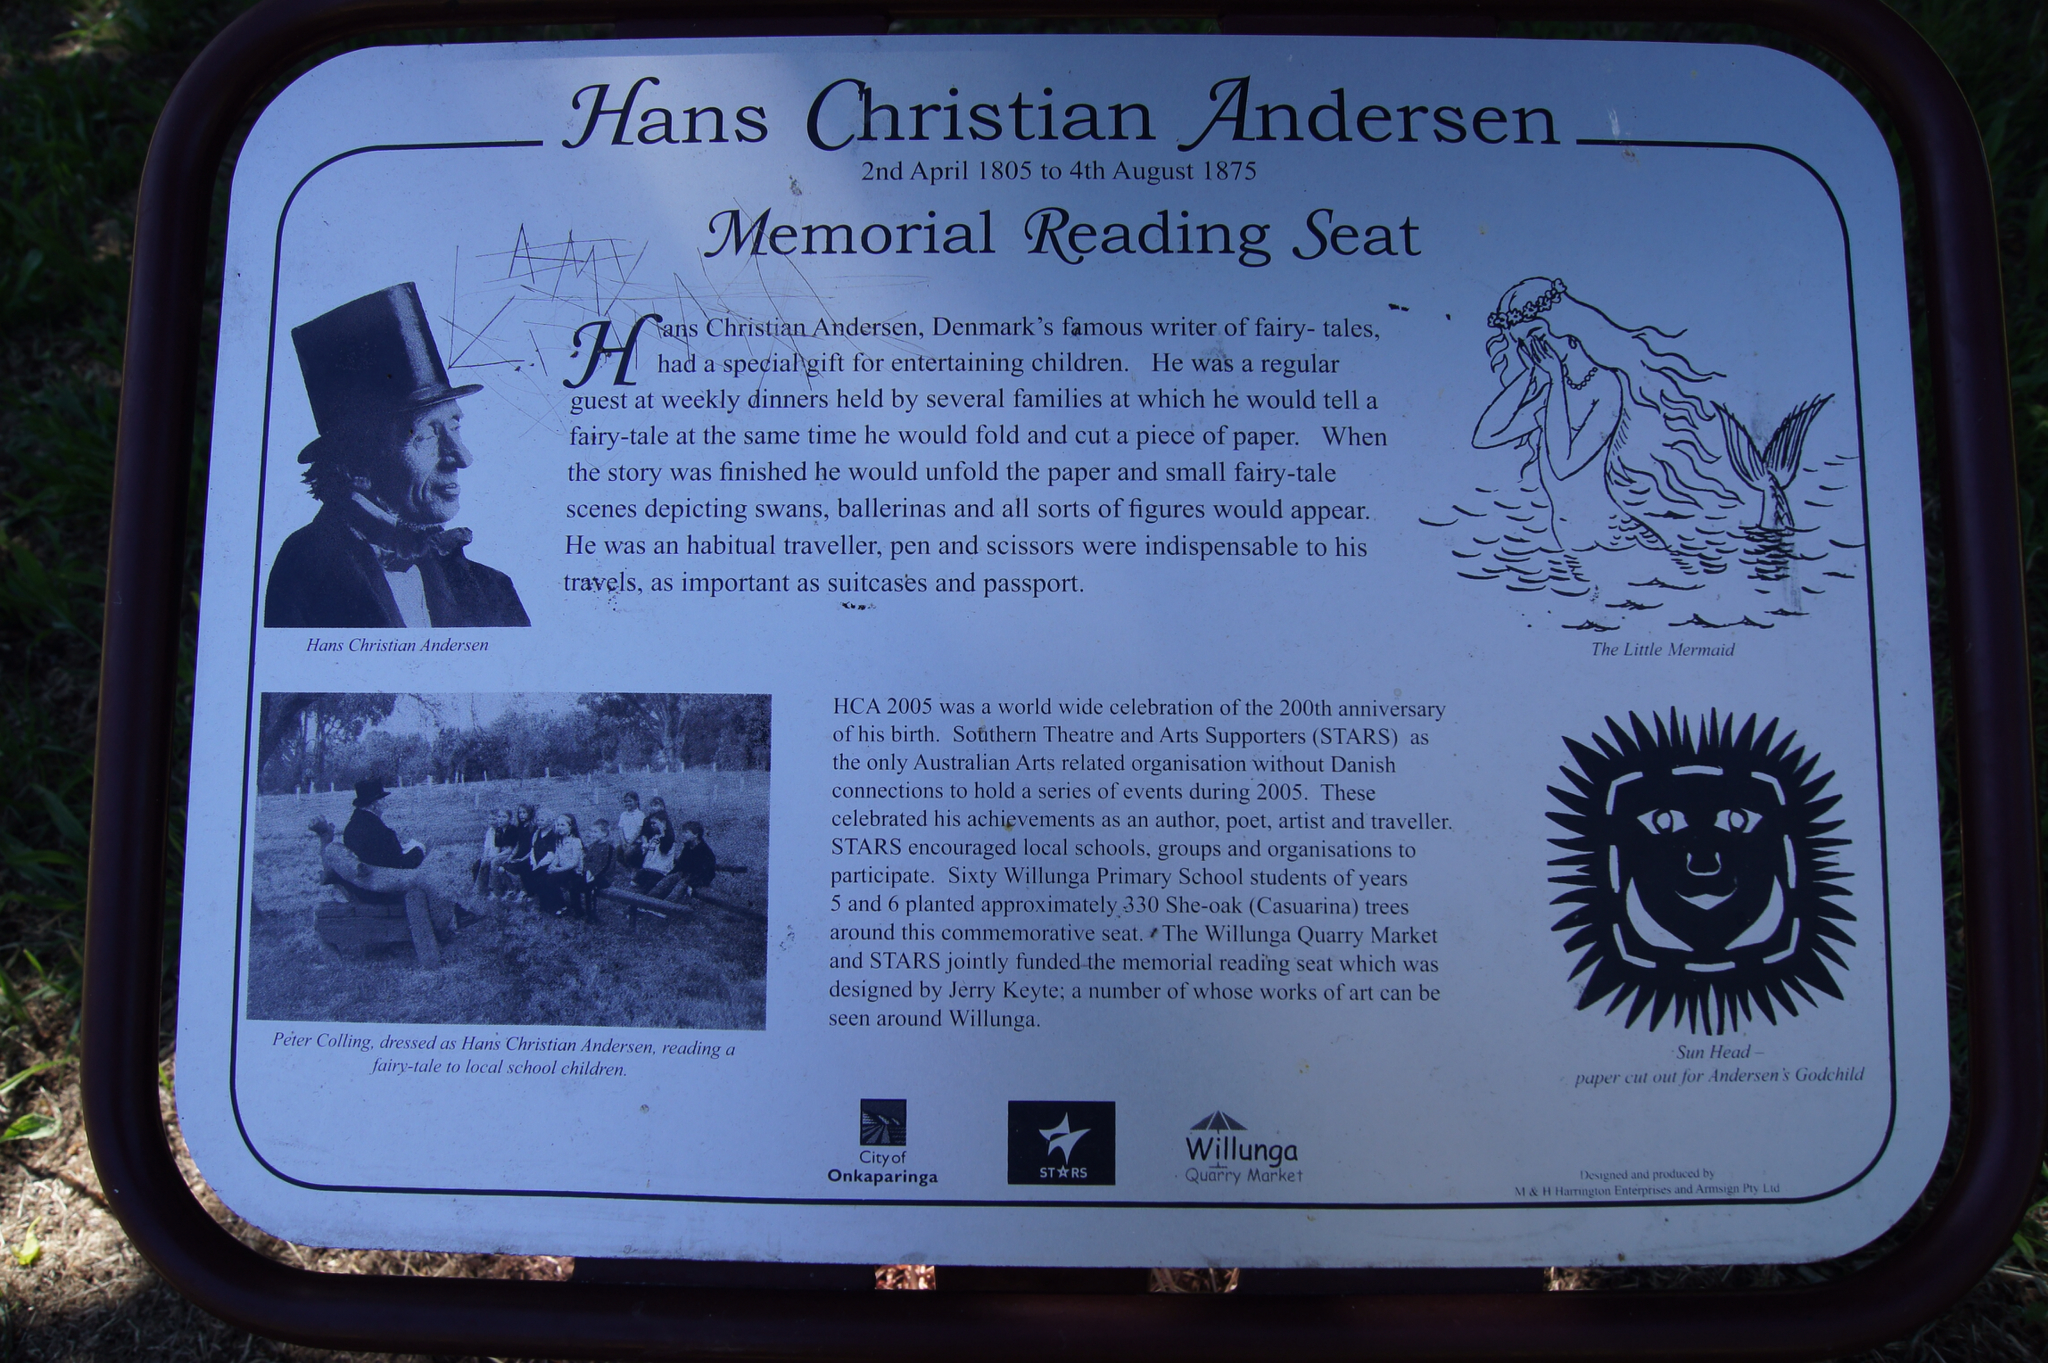 Hans Christian Andersen
2nd April 1805 to 4th August 1875
Memorial Reading Seat
Hans Christian Andersen, Denmark's famous writer of fairy- tales,
had a special gift for entertaining children. He was a regular
guest at weekly dinners held by several families at which he would tell a
fairy-tale at the same time he would fold and cut a piece of paper. When
the story was finished he would unfold the paper and small fairy-tale
scenes depicting swans, ballerinas and all sorts of figures would appear.
He was an habitual traveller, pen and scissors were indispensable to his
travels, as important as suitcases and passport.
Hans Christian Andersen
The Little Mermaid
HCA 2005 was a world wide celebration of the 200th anniversary
of his birth. Southern Theatre and Arts Supporters (STARS) as
the only Australian Arts related organisation without Danish
connections to hold a series of events during 2005. These
celebrated his achievements as an author, poet, artist and traveller.
STARS encouraged local schools, groups and organisations to
participate. Sixty Willunga Primary School students of years
5 and 6 planted approximately 330 She-oak (Casuarina) trees
around this commemorative seat. The Willunga Quarry Market
and STARS jointly funded the memorial reading seat which was
designed by Jerry Keyte; a number of whose works of art can be
seen around Willunga.
Peter Colling, dressed as Hans Christian Andersen, reading a
fairy-tale to local school children.
Sun Head –
paper cut out for Andersen's Godchild
City of
Onkaparinga
ST★RS
Willunga
Quarry Market
Designed and produced by
M & H Harrington Enterprises and Armsign Pty Ltd